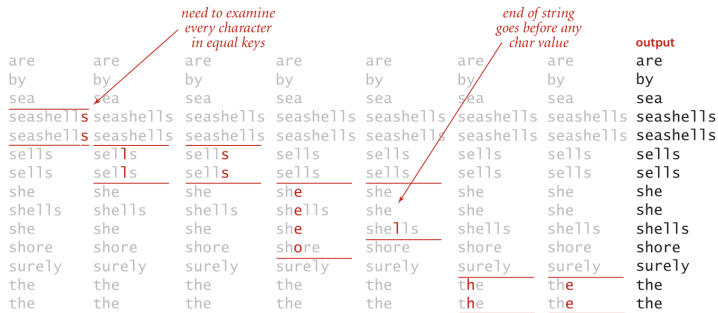 need to examine every character in equal keys
end of string goes before any char value
output
are are are are are are are are
by by by by by by by by
sea sea sea sea sea sea sea sea
seashells seashells seashells seashells seashells seashells seashells seashells
seashells seashells seashells seashells seashells seashells seashells seashells
sells sells sells sells sells sells sells sells
sells sells sells sells sells sells sells sells
she she she she she she she she
shells shells shells shells she she she she
she she she she shells shells shells shells
shore shore shore shore shore shore shore shore
surely surely surely surely surely surely surely surely
the the the the the the the the
the the the the the the the the